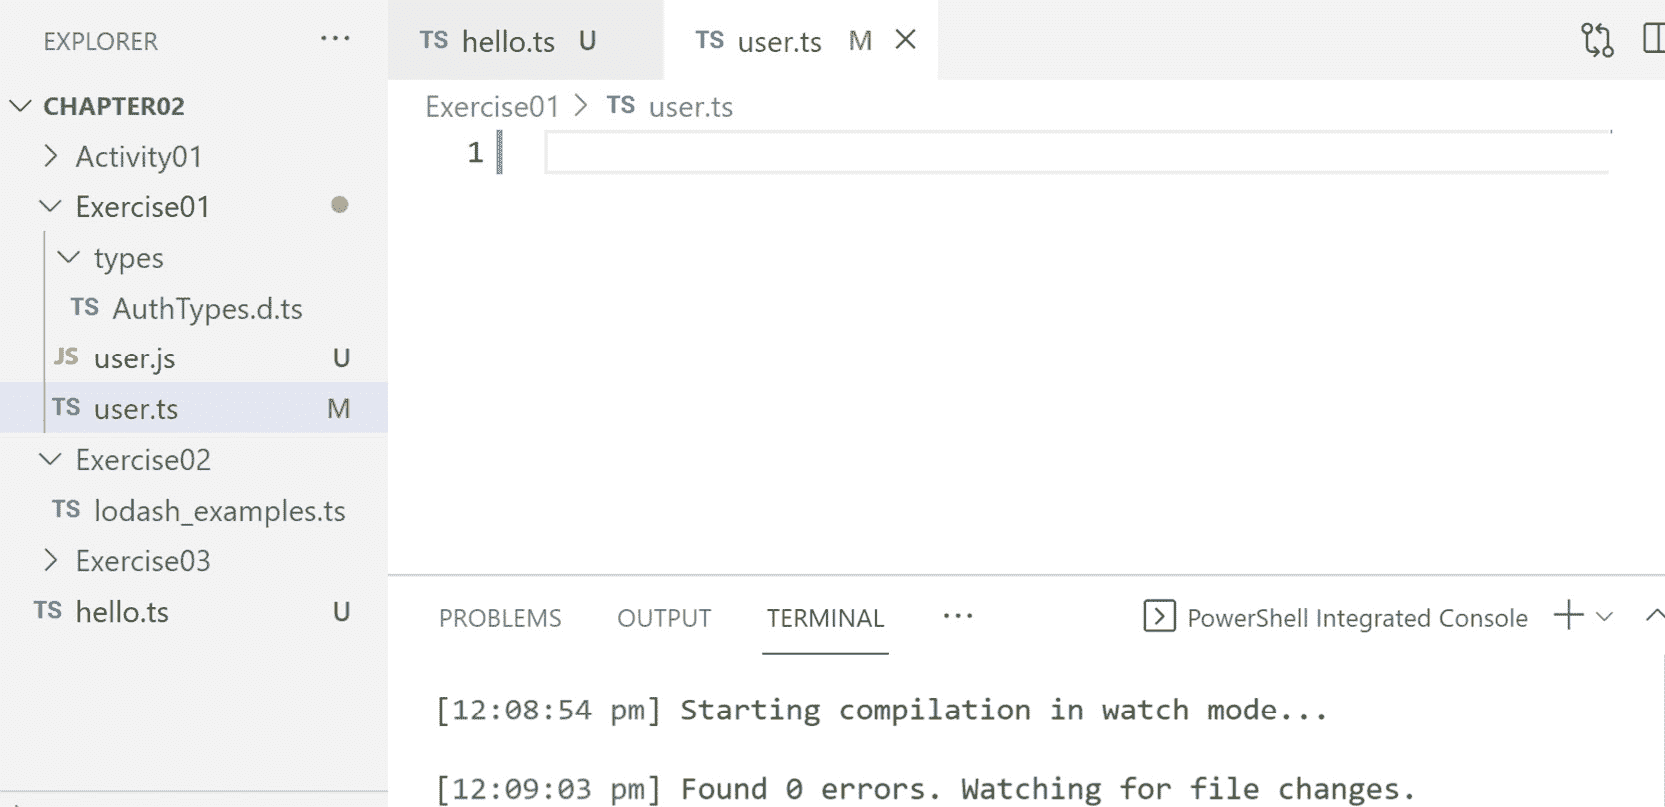 EXPLORER ...
CHAPTER02
Activity01
Exercise01
types
TS AuthTypes.d.ts
JS user.js U
TS user.ts M
Exercise02
TS lodash_examples.ts
Exercise03
TS hello.ts U
TS hello.ts U
TS user.ts M
Exercise01 > TS user.ts
1
PROBLEMS OUTPUT TERMINAL ... PowerShell Integrated Console
[12:08:54 pm] Starting compilation in watch mode...
[12:09:03 pm] Found 0 errors. Watching for file changes.